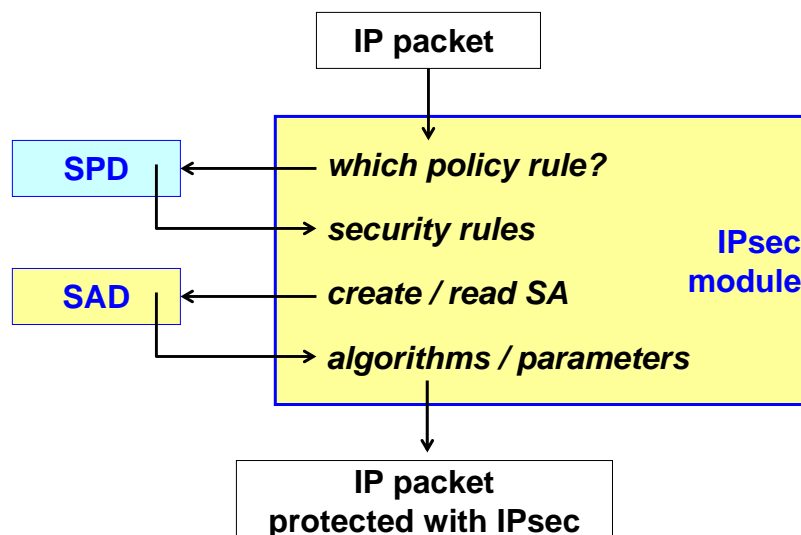 IP packet
SPD
which policy rule?
security rules
IPsec
module
SAD
create / read SA
algorithms / parameters
IP packet
protected with IPsec